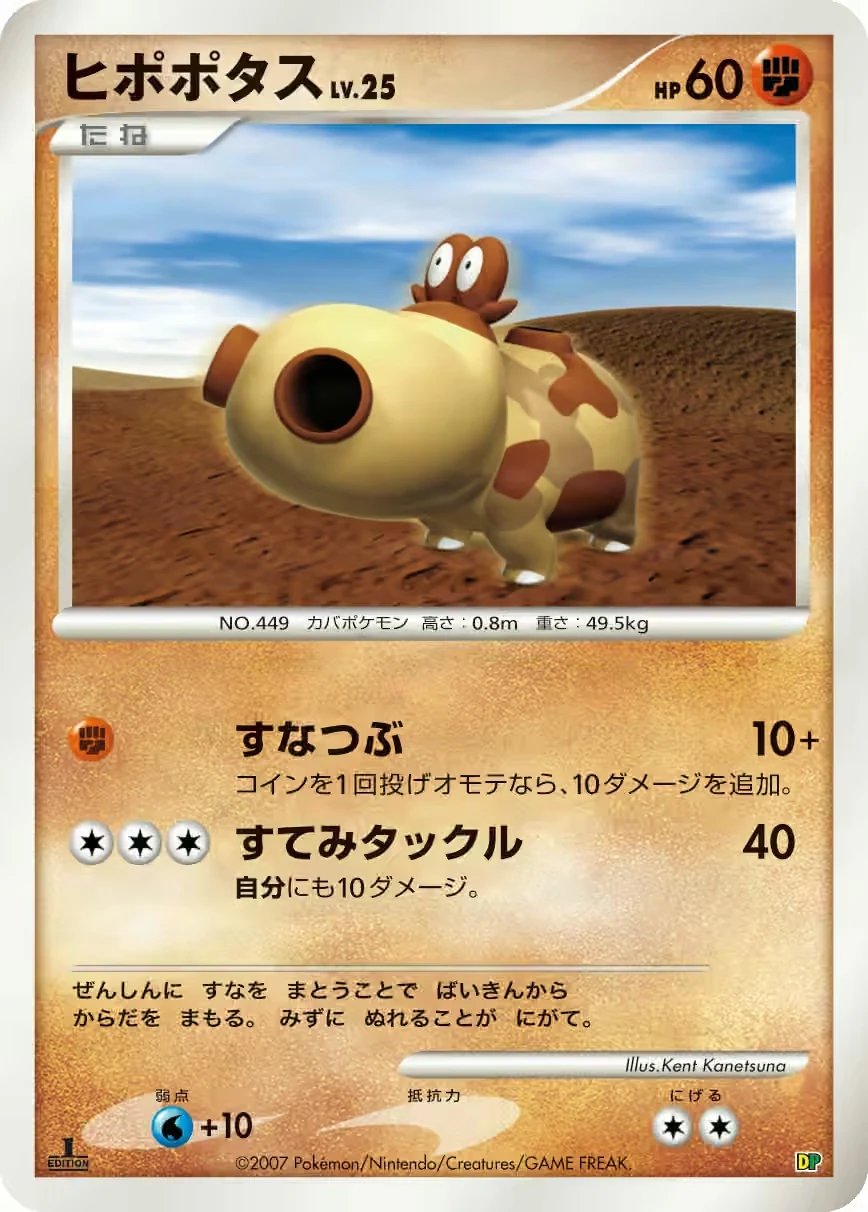 ヒポポタス LV.25 HP 60
たね
NO.449 カバポケモン 高さ:0.8m 重さ:49.5kg
すなつぶ 10+
コインを1回投げオモテなら、10ダメージを追加。
すてみタックル 40
自分にも10ダメージ。
ぜんしんに すなを まとうことで ばいきんから
からだを まもる。 みずに ぬれることが にがて。
Illus.Kent Kanetsuna
弱点 抵抗力 にげる
+10
1 EDITION
©2007 Pokémon/Nintendo/Creatures/GAME FREAK.
DP